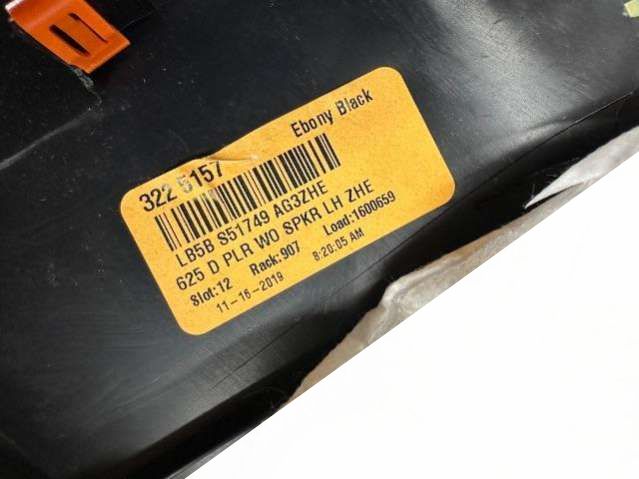 Ebony Black
322 5157
LB5B S51749 AG3ZHE
625 D PLR WO SPKR LH ZHE
Slot:12 Rack:907 Load:1600659
11-16-2019 8:20:05 AM